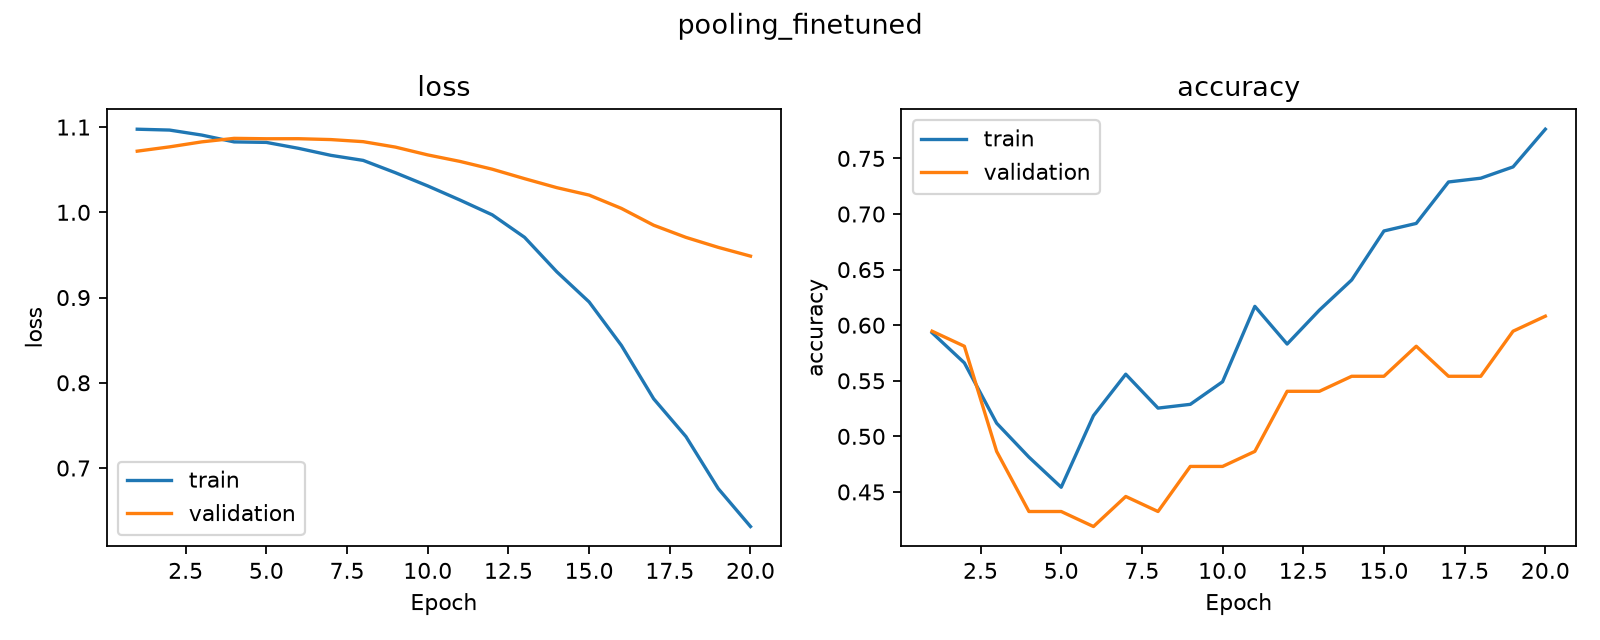 pooling_finetuned
loss
1.1
1.0
0.9
0.8
0.7
loss
train
validation
2.5 5.0 7.5 10.0 12.5 15.0 17.5 20.0
Epoch
accuracy
train
validation
0.75
0.70
0.65
0.60
0.55
0.50
0.45
accuracy
2.5 5.0 7.5 10.0 12.5 15.0 17.5 20.0
Epoch